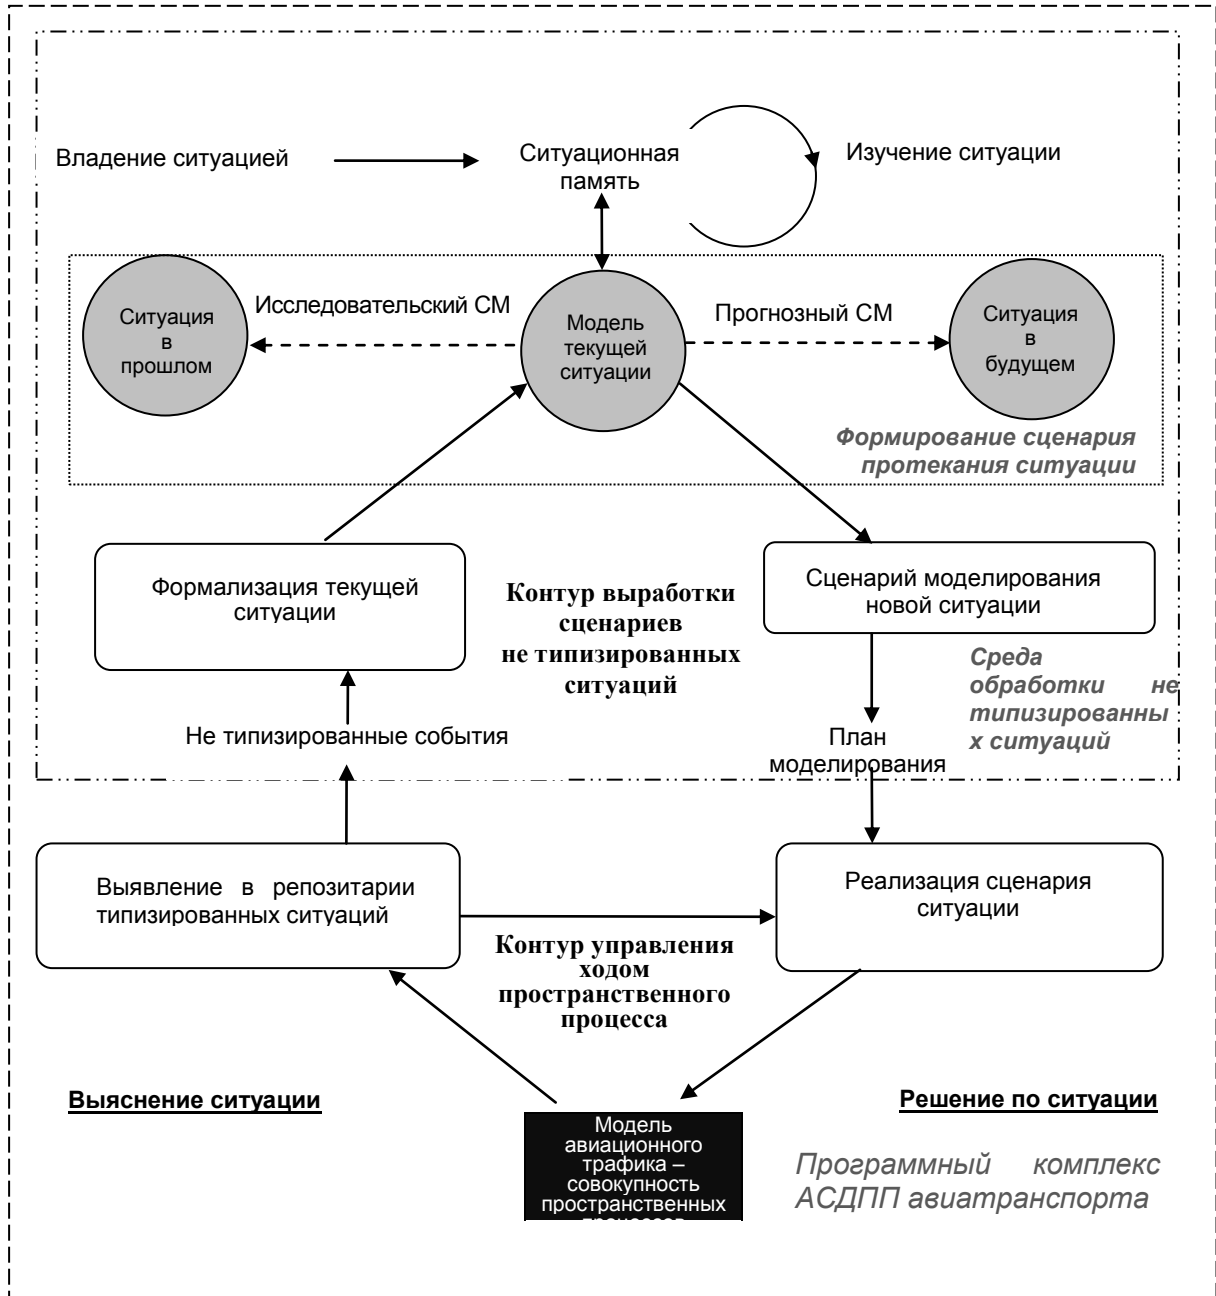 Владение ситуацией
Ситуационная
память
Изучение ситуации
Ситуация
в
прошлом
Исследовательский СМ
Модель
текущей
ситуации
Прогнозный СМ
Ситуация
в
будущем
Формирование сценария
протекания ситуации
Формализация текущей
ситуации
Контур выработки
сценариев
не типизированных
ситуаций
Сценарий моделирования
новой ситуации
Среда
обработки не
типизированны
х ситуаций
Не типизированные события
План
моделирования
Выявление в репозитарии
типизированных ситуаций
Реализация сценария
ситуации
Контур управления
ходом
пространственного
процесса
Выяснение ситуации
Решение по ситуации
Модель
авиационного
трафика –
совокупность
пространственных
Программный комплекс
АСДПП авиатранспорта